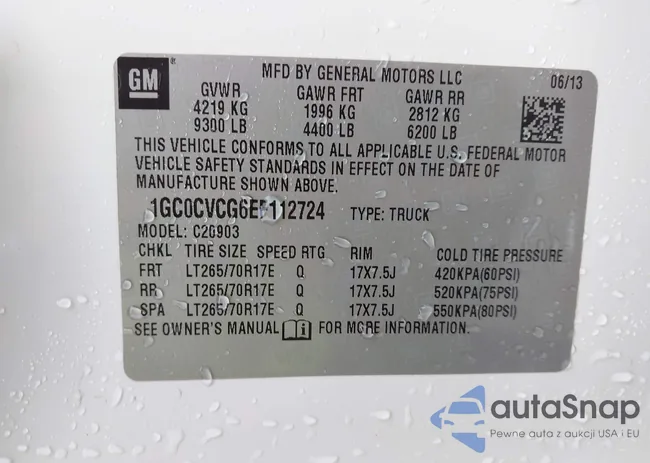 GM
MFD BY GENERAL MOTORS LLC 06/13
GVWR GAWR FRT GAWR RR
4219 KG 1996 KG 2812 KG
9300 LB 4400 LB 6200 LB
THIS VEHICLE CONFORMS TO ALL APPLICABLE U.S. FEDERAL MOTOR
VEHICLE SAFETY STANDARDS IN EFFECT ON THE DATE OF
MANUFACTURE SHOWN ABOVE.
1GC0CVCG6EF112724 TYPE: TRUCK
MODEL: C20903
CHKL TIRE SIZE SPEED RTG RIM COLD TIRE PRESSURE
FRT LT265/70R17E Q 17X7.5J 420KPA(60PSI)
RR LT265/70R17E Q 17X7.5J 520KPA(75PSI)
SPA LT265/70R17E Q 17X7.5J 550KPA(80PSI)
SEE OWNER'S MANUAL FOR MORE INFORMATION.
autaSnap
Pewne auta z aukcji USA i EU